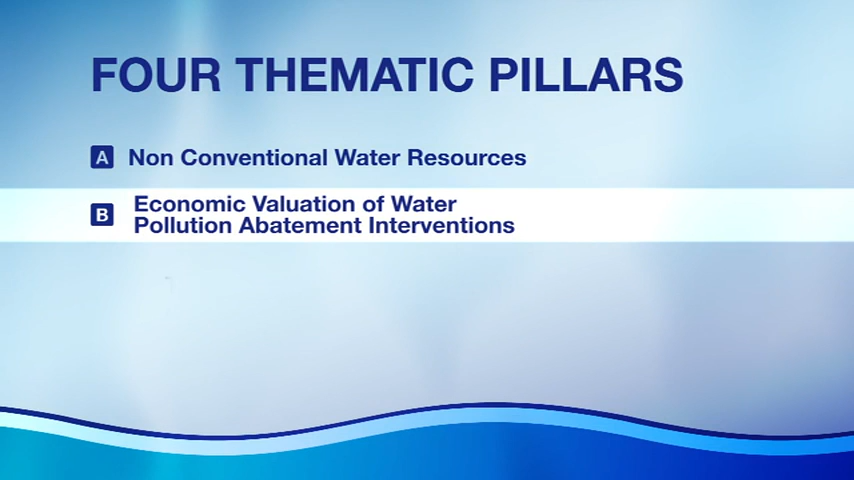 FOUR THEMATIC PILLARS
A Non Conventional Water Resources
B Economic Valuation of Water
Pollution Abatement Interventions